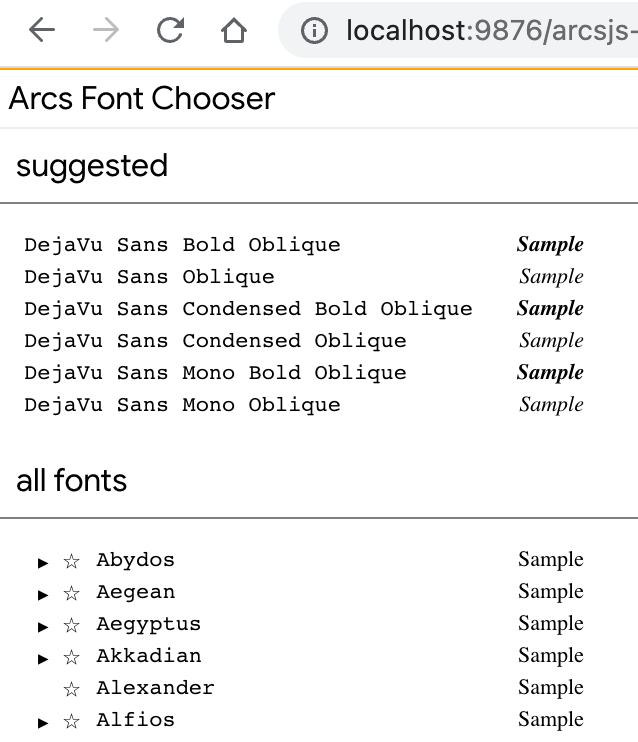 localhost:9876/arcsjs-
Arcs Font Chooser
suggested
DejaVu Sans Bold Oblique Sample
DejaVu Sans Oblique Sample
DejaVu Sans Condensed Bold Oblique Sample
DejaVu Sans Condensed Oblique Sample
DejaVu Sans Mono Bold Oblique Sample
DejaVu Sans Mono Oblique Sample
all fonts
▶ ☆ Abydos Sample
▶ ☆ Aegean Sample
▶ ☆ Aegyptus Sample
▶ ☆ Akkadian Sample
☆ Alexander Sample
▶ ☆ Alfios Sample